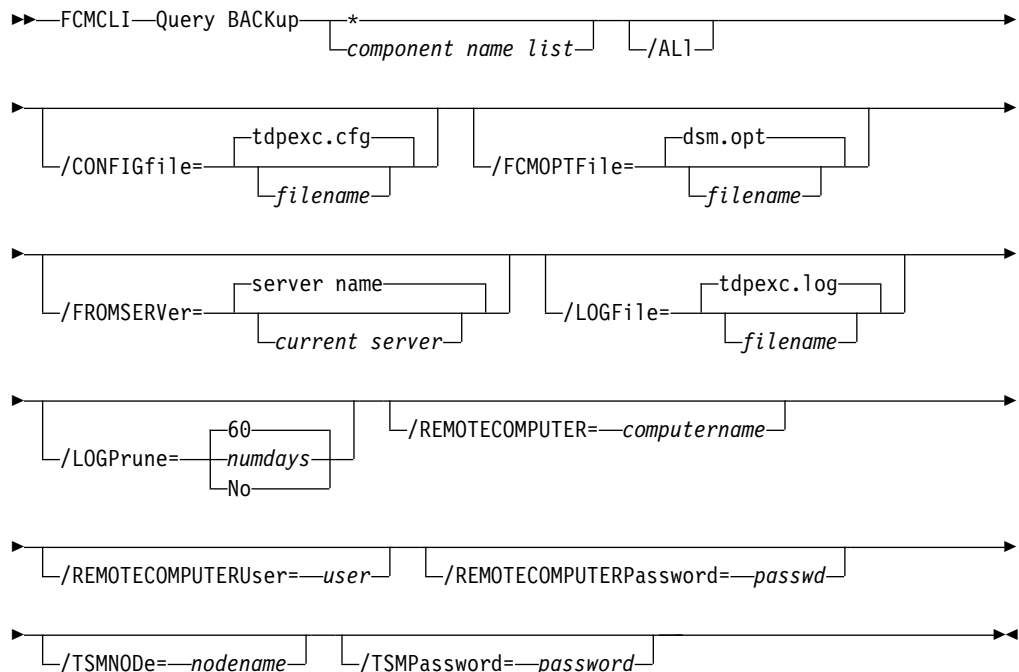 FCMCLI Query BACKup *
component name list /ALl
/CONFIGfile= tdpexc.cfg
filename
/FCMOPTFile= dsm.opt
filename
/FROMSERVer= server name
current server
/LOGFile= tdpexc.log
filename
/LOGPrune= 60
numdays
No
/REMOTECOMPUTER= computername
/REMOTECOMPUTERUser= user /REMOTECOMPUTERPassword= passwd
/TSMNODe= nodename /TSMPassword= password